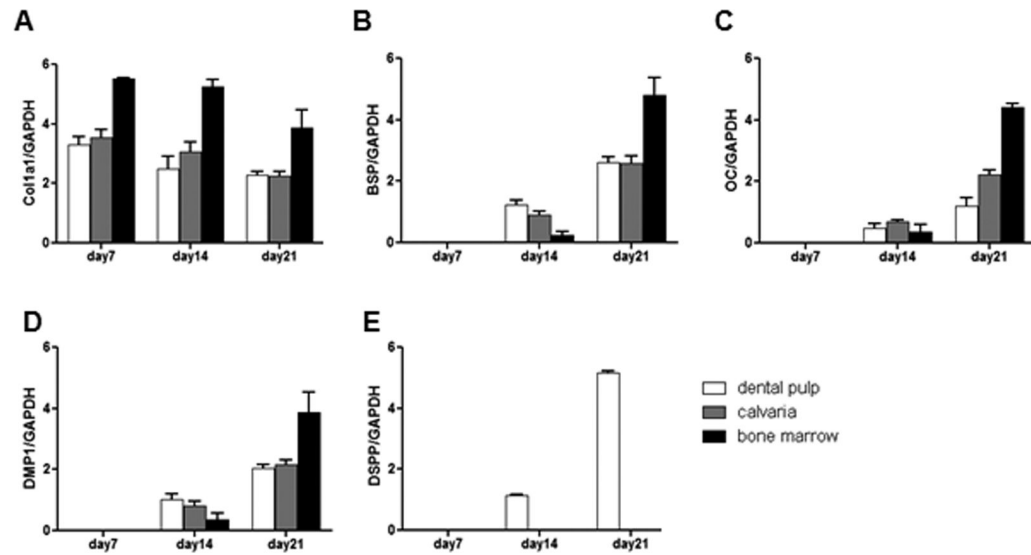 A
Col1a1/GAPDH
6
4
2
0
day7 day14 day21
B
BSP/GAPDH
6
4
2
0
day7 day14 day21
C
OC/GAPDH
6
4
2
0
day7 day14 day21
D
DMP1/GAPDH
6
4
2
0
day7 day14 day21
E
DSPP/GAPDH
6
4
2
0
day7 day14 day21
dental pulp
calvaria
bone marrow